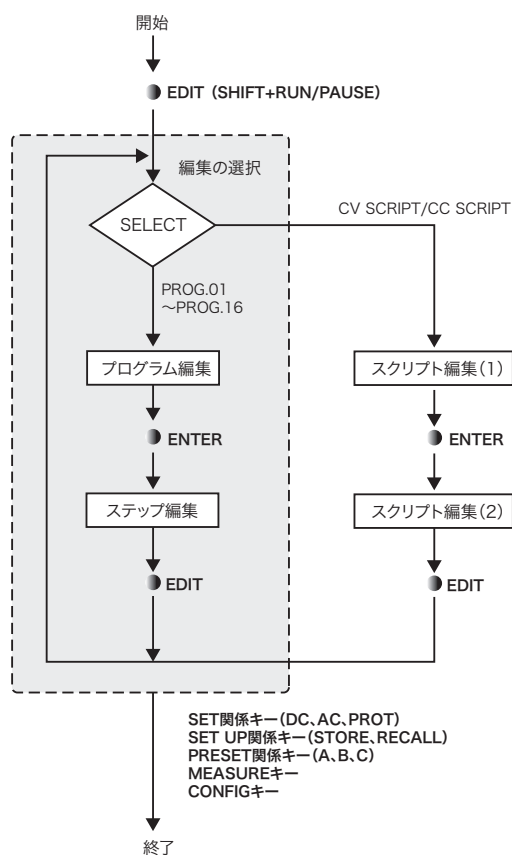 開始
EDIT (SHIFT+RUN/PAUSE)
編集の選択
SELECT
CV SCRIPT/CC SCRIPT
PROG.01
～PROG.16
プログラム編集
スクリプト編集(1)
ENTER
ENTER
ステップ編集
スクリプト編集(2)
EDIT
EDIT
SET関係キー(DC、AC、PROT)
SET UP関係キー(STORE、RECALL)
PRESET関係キー(A、B、C)
MEASUREキー
CONFIGキー
終了